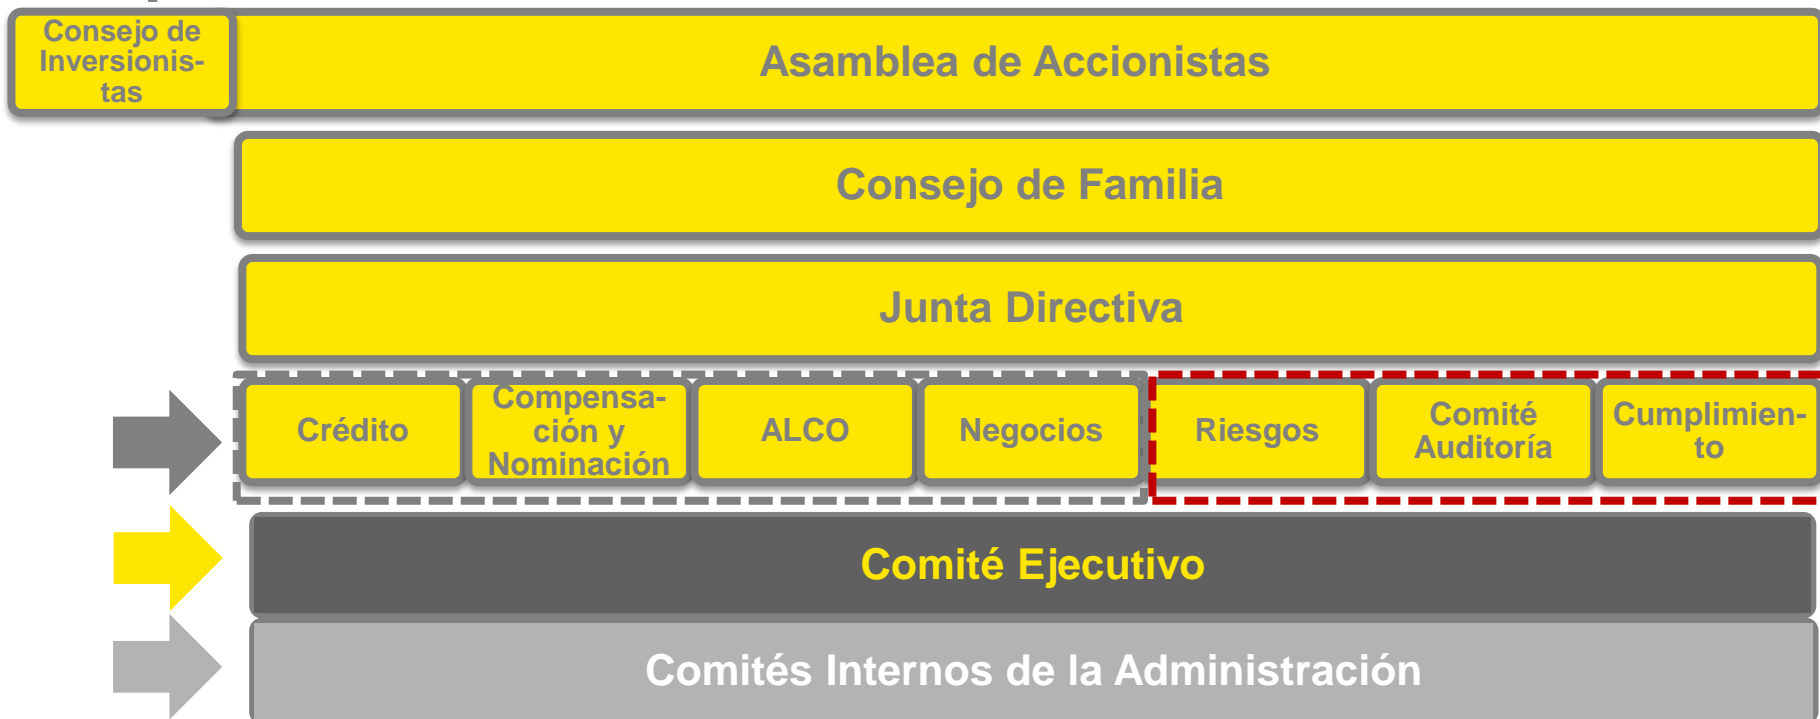 Consejo de
Inversionis-
tas
Asamblea de Accionistas
Consejo de Familia
Junta Directiva
Crédito
Compensa-
ción y
Nominación
ALCO
Negocios
Riesgos
Comité
Auditoría
Cumplimien-
to
Comité Ejecutivo
Comités Internos de la Administración